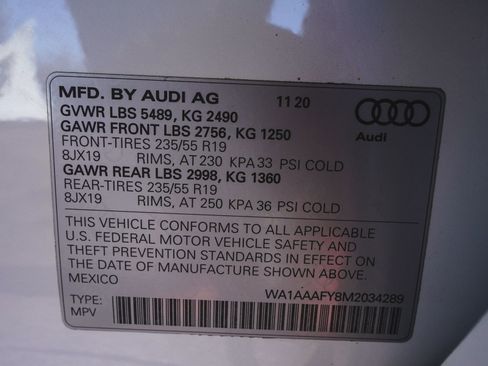 MFD. BY AUDI AG 11 20
GVWR LBS 5489, KG 2490
GAWR FRONT LBS 2756, KG 1250
FRONT-TIRES 235/55 R19
8JX19 RIMS, AT 230 KPA 33 PSI COLD
GAWR REAR LBS 2998, KG 1360
REAR-TIRES 235/55 R19
8JX19 RIMS, AT 250 KPA 36 PSI COLD
Audi
THIS VEHICLE CONFORMS TO ALL APPLICABLE
U.S. FEDERAL MOTOR VEHICLE SAFETY AND
THEFT PREVENTION STANDARDS IN EFFECT ON
THE DATE OF MANUFACTURE SHOWN ABOVE.
MEXICO
WA1AAAFY8M2034289
TYPE:
MPV